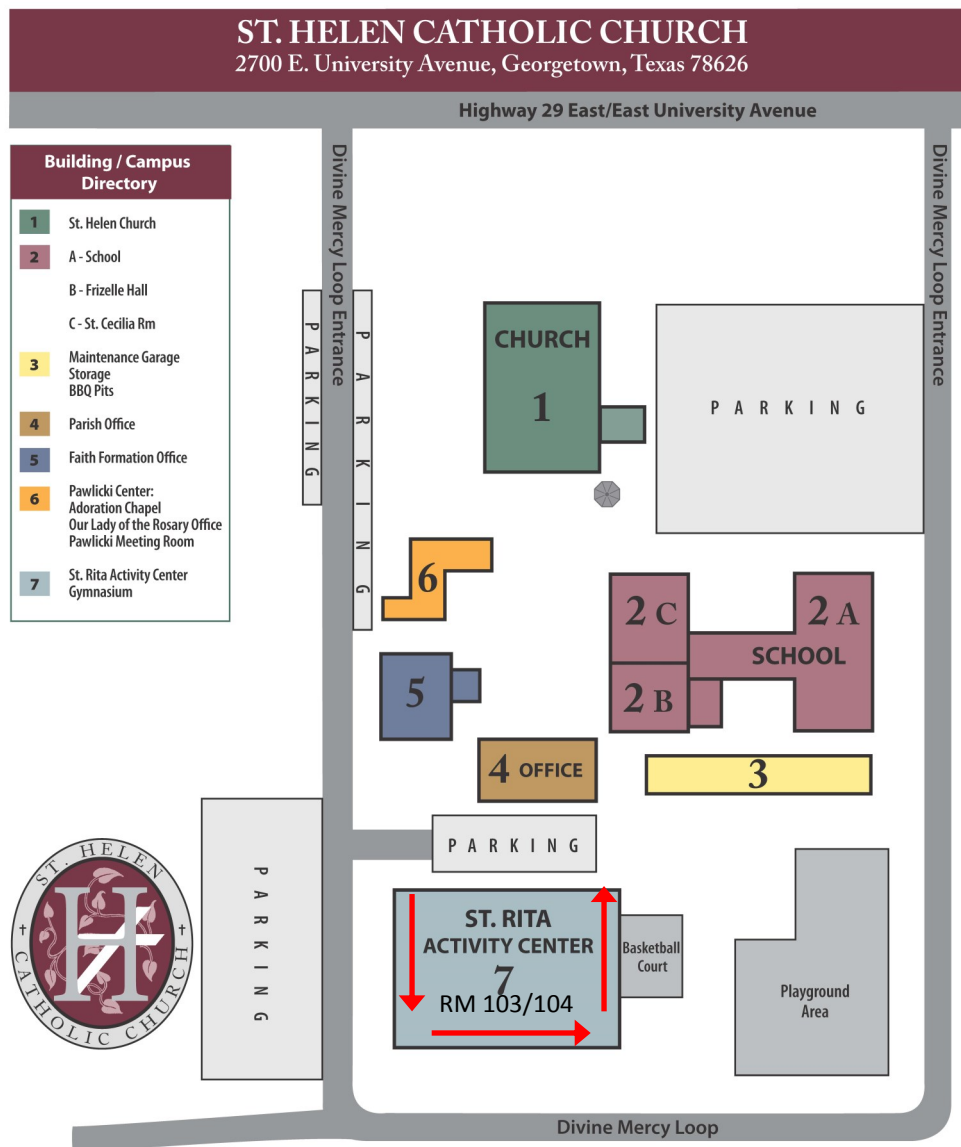 ST. HELEN CATHOLIC CHURCH
2700 E. University Avenue, Georgetown, Texas 78626
Highway 29 East/East University Avenue
Building / Campus
Directory
1 St. Helen Church
2 A - School
B - Frizelle Hall
C - St. Cecilia Rm
3 Maintenance Garage
Storage
BBQ Pits
4 Parish Office
5 Faith Formation Office
6 Pawlicki Center:
Adoration Chapel
Our Lady of the Rosary Office
Pawlicki Meeting Room
7 St. Rita Activity Center
Gymnasium
Divine Mercy Loop Entrance
Divine Mercy Loop Entrance
PARKING
PARKING
CHURCH
1
PARKING
6
2 C
2 A
SCHOOL
2 B
5
4 OFFICE
3
PARKING
PARKING
ST. RITA
ACTIVITY CENTER
7
RM 103/104
Basketball
Court
Playground
Area
ST. HELEN
H
CATHOLIC CHURCH
Divine Mercy Loop